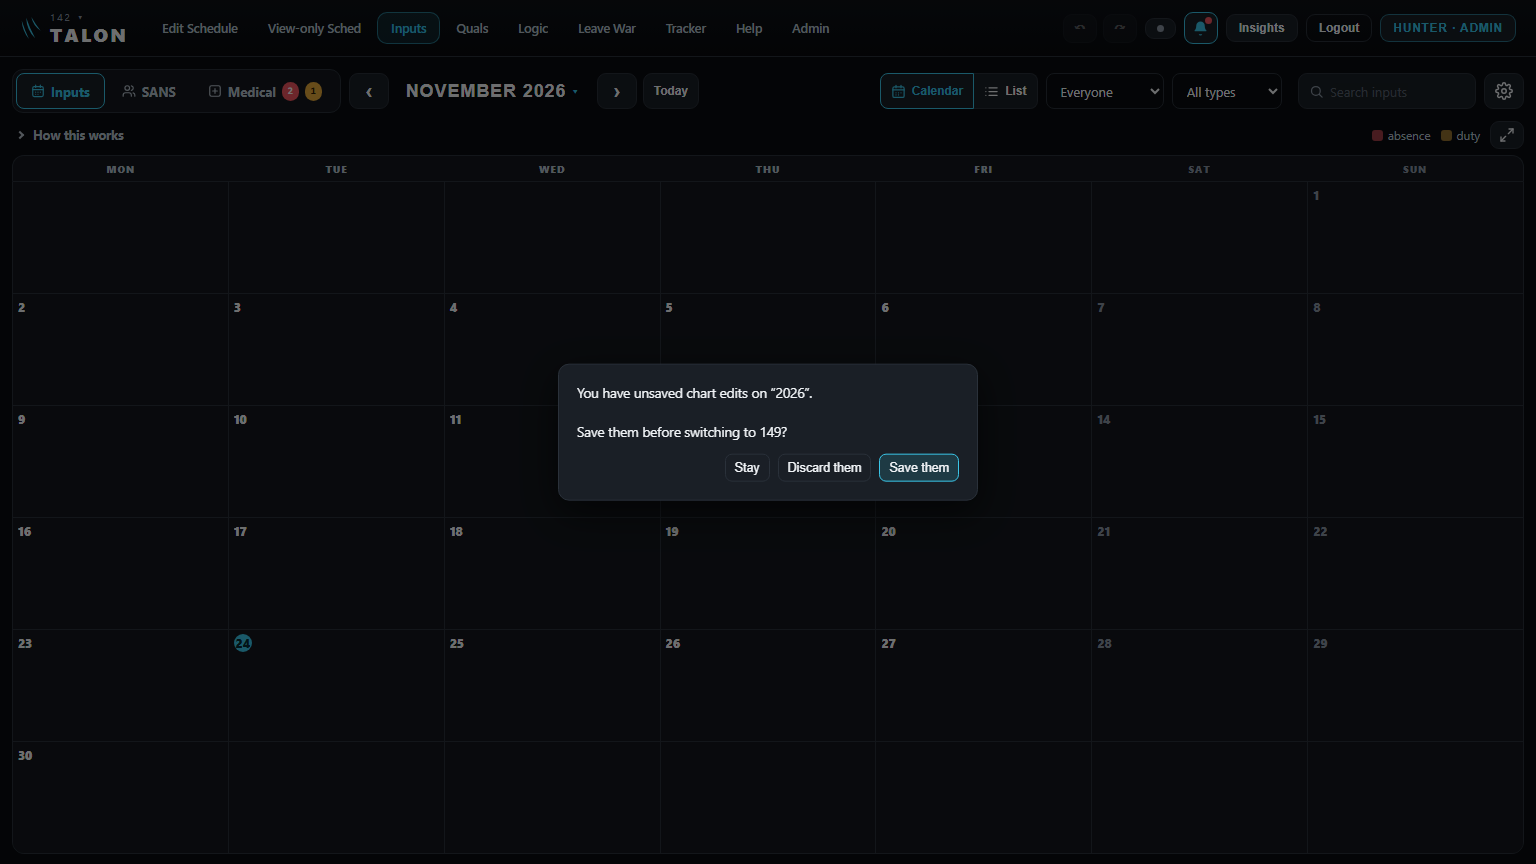 142
TALON
Edit Schedule
View-only Sched
Inputs
Quals
Logic
Leave War
Tracker
Help
Admin
Insights
Logout
HUNTER · ADMIN
Inputs
SANS
Medical 2 1
NOVEMBER 2026
Today
Calendar
List
Everyone
All types
Search inputs
How this works
absence
duty
MON TUE WED THU FRI SAT SUN
1
2 3 4 5 6 7 8
9 10 11 14 15
16 17 18 19 20 21 22
23 24 25 26 27 28 29
30
You have unsaved chart edits on “2026”.
Save them before switching to 149?
Stay
Discard them
Save them